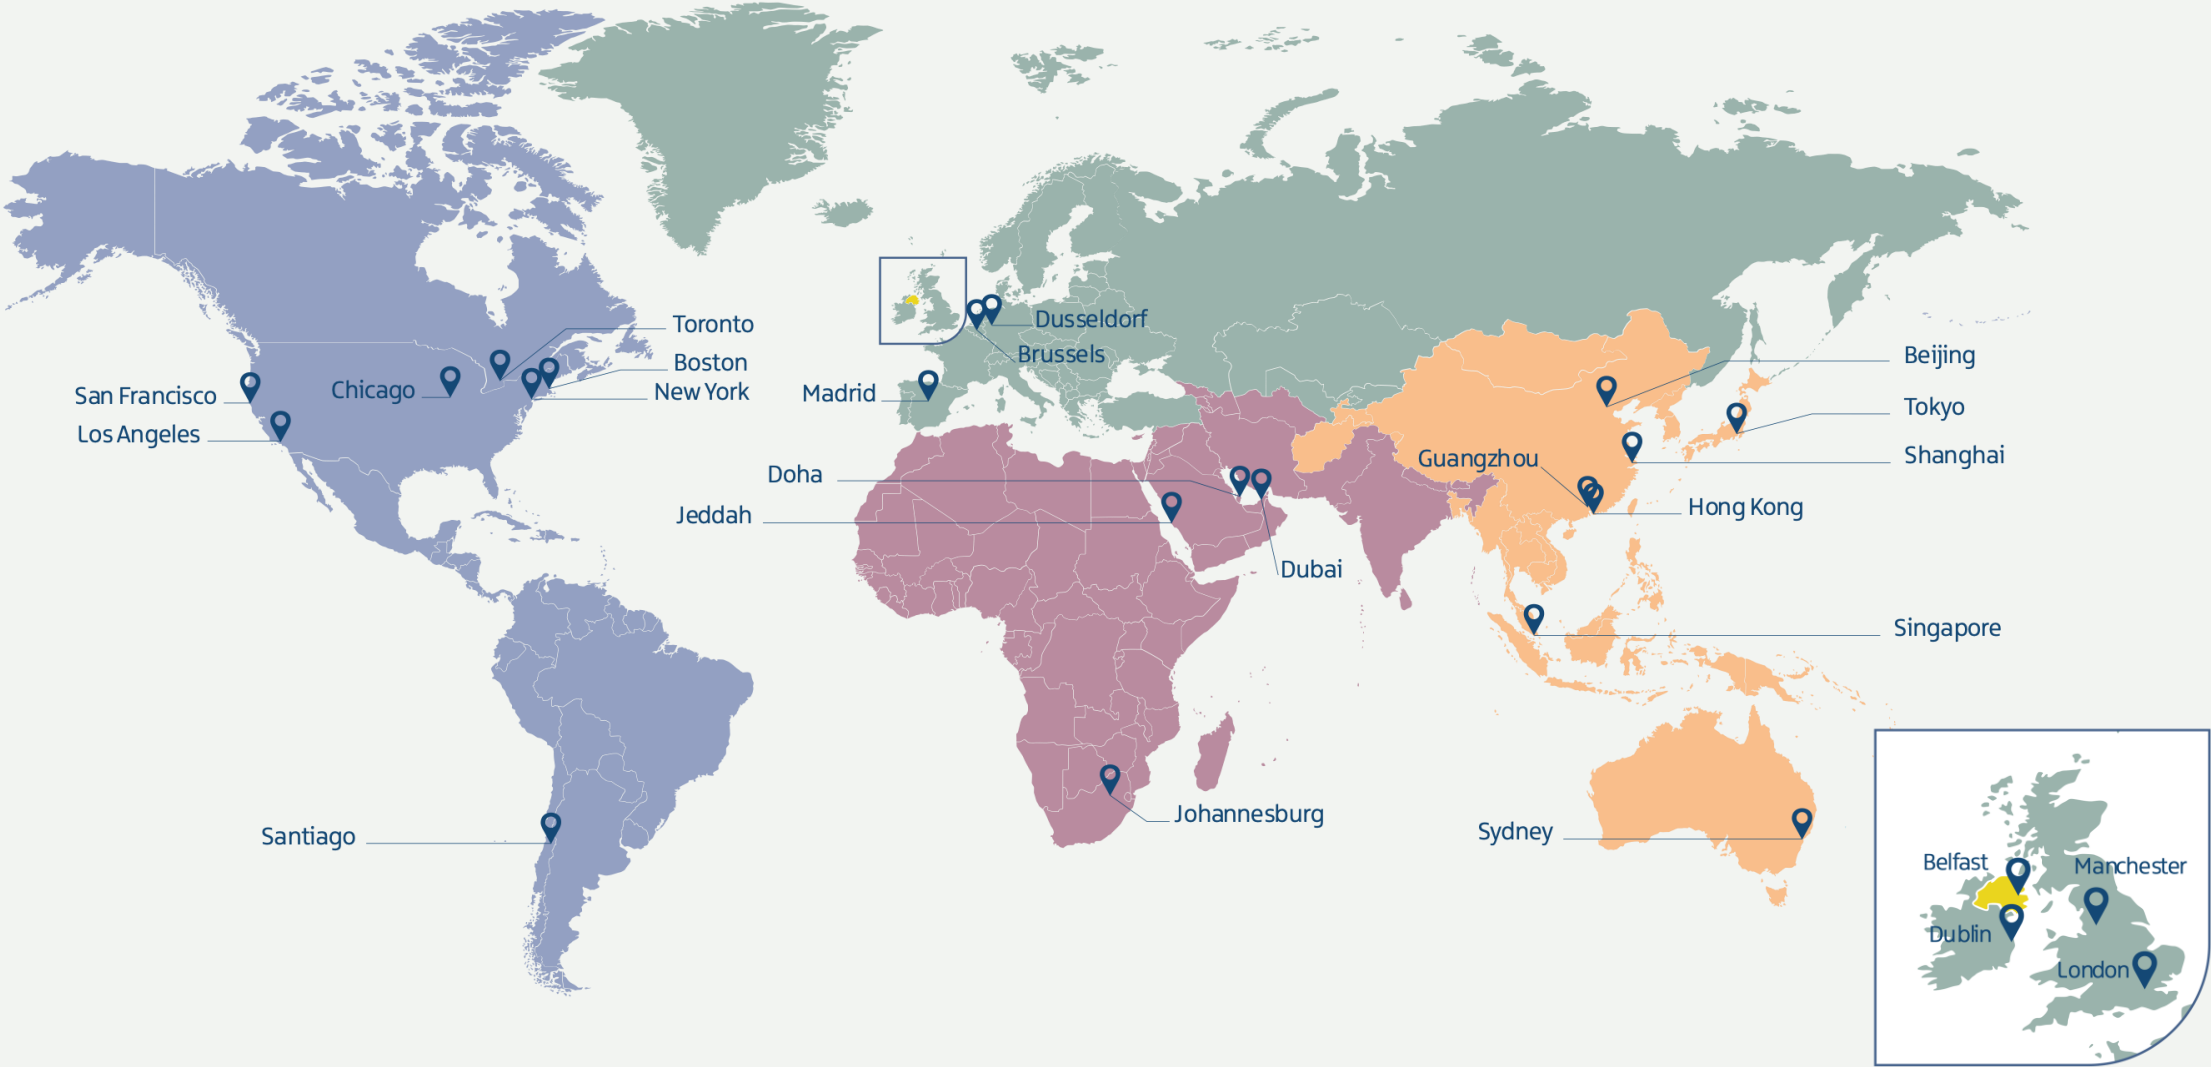 Toronto
Boston
New York
Chicago
San Francisco
Los Angeles
Santiago
Dusseldorf
Brussels
Madrid
Doha
Jeddah
Dubai
Johannesburg
Beijing
Tokyo
Shanghai
Guangzhou
Hong Kong
Singapore
Sydney
Belfast
Manchester
Dublin
London